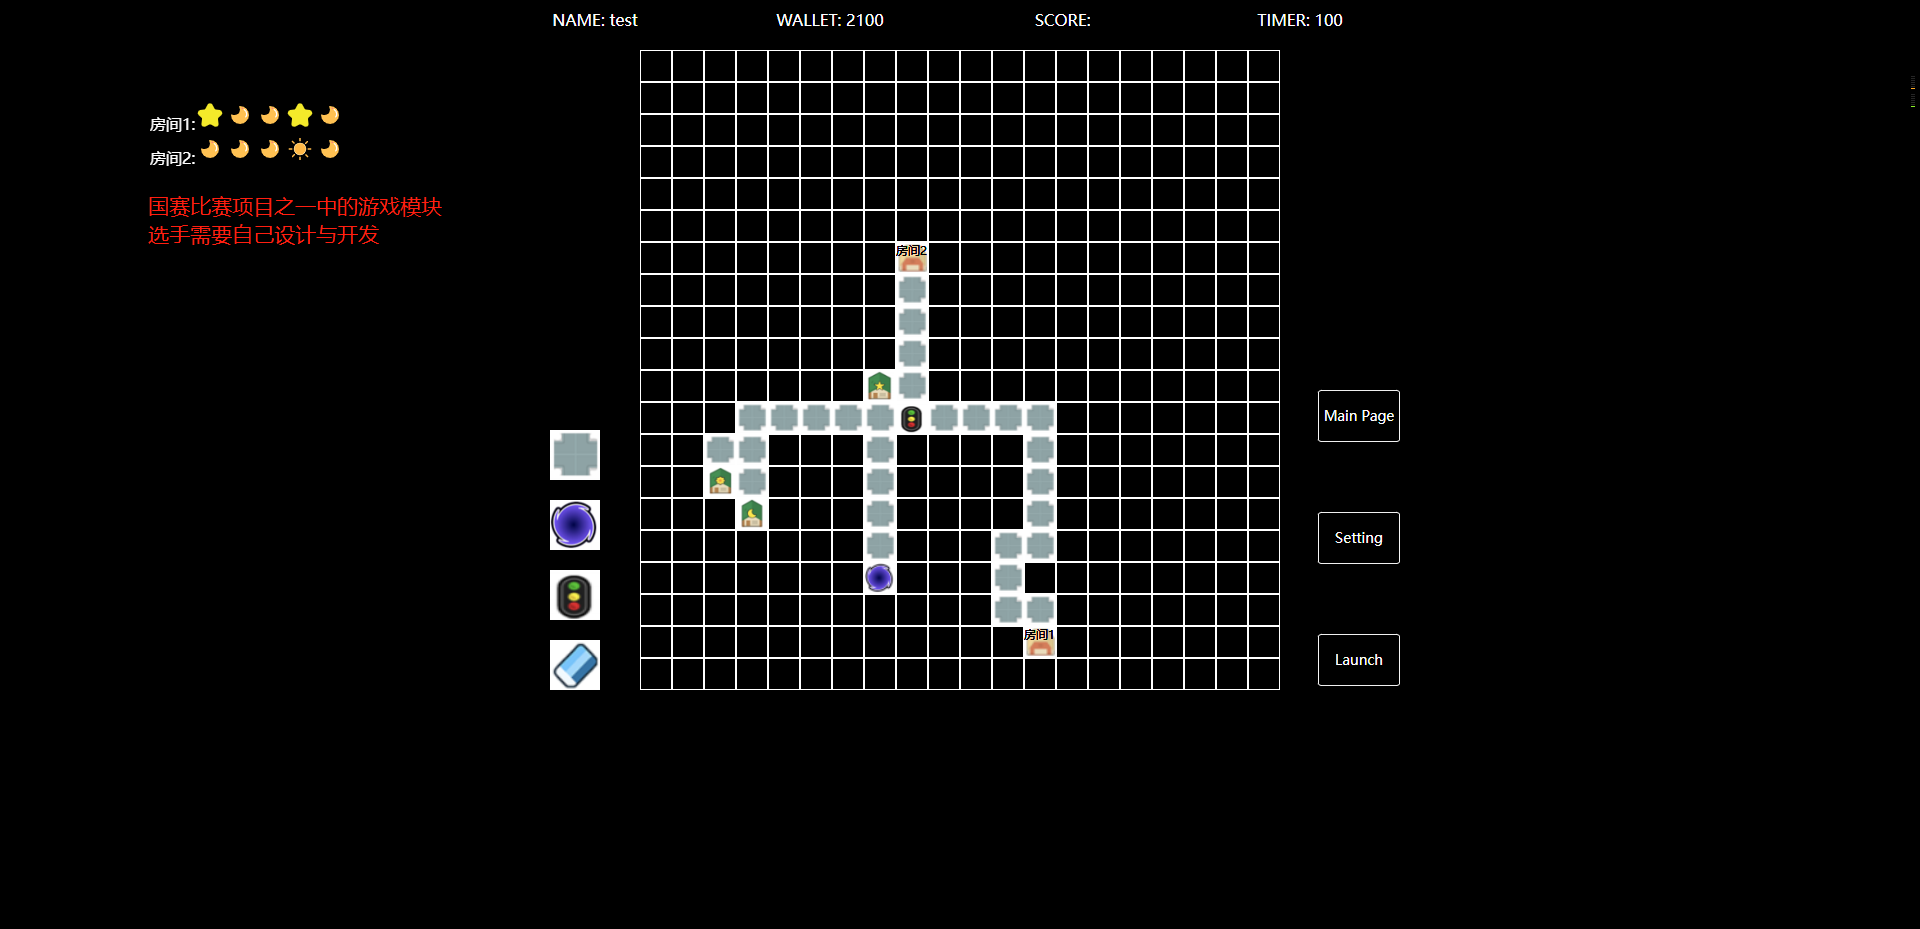 NAME: test
WALLET: 2100
SCORE:
TIMER: 100
房间1:
房间2:
国赛比赛项目之一中的游戏模块
选手需要自己设计与开发
房间2
Main Page
Setting
房间1
Launch